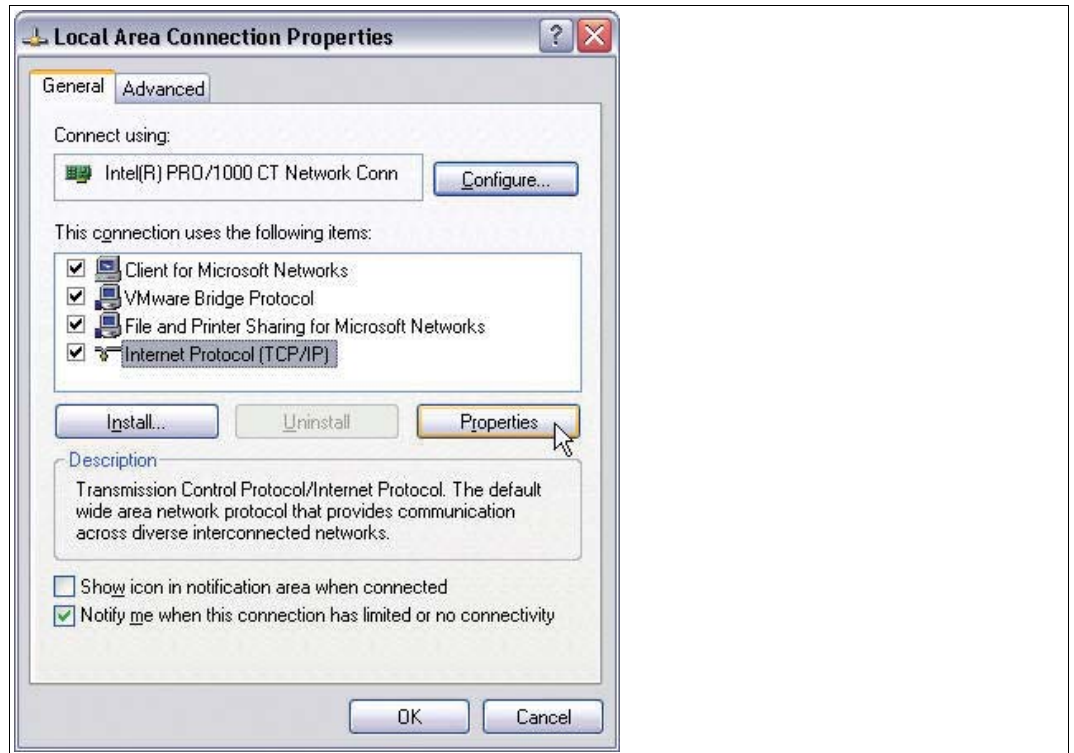 Local Area Connection Properties
?
General Advanced
Connect using:
Intel(R) PRO/1000 CT Network Conn
Configure...
This connection uses the following items:
Client for Microsoft Networks
VMware Bridge Protocol
File and Printer Sharing for Microsoft Networks
Internet Protocol (TCP/IP)
Install... Uninstall Properties
Description
Transmission Control Protocol/Internet Protocol. The default
wide area network protocol that provides communication
across diverse interconnected networks.
Show icon in notification area when connected
Notify me when this connection has limited or no connectivity
OK Cancel